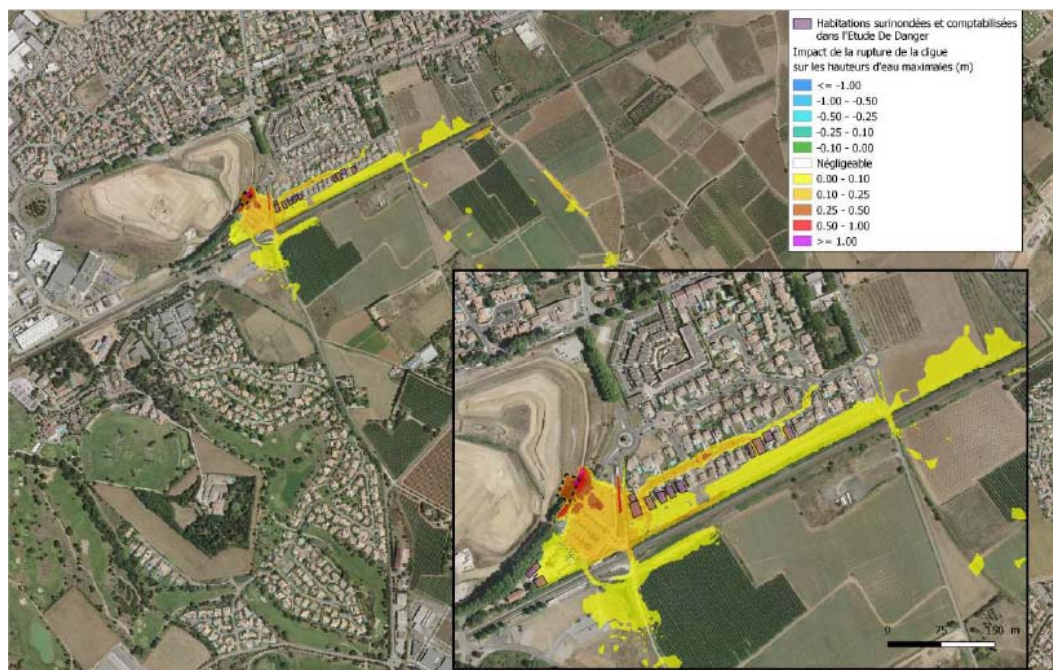 Habitations surinondées et comptabilisées
dans l'Etude De Danger
Impact de la rupture de la digue
sur les hauteurs d'eau maximales (m)
<= -1.00
-1.00 - -0.50
-0.50 - -0.25
-0.25 - 0.10
-0.10 - 0.00
Négligeable
0.00 - 0.10
0.10 - 0.25
0.25 - 0.50
0.50 - 1.00
>= 1.00
0 75 150 m